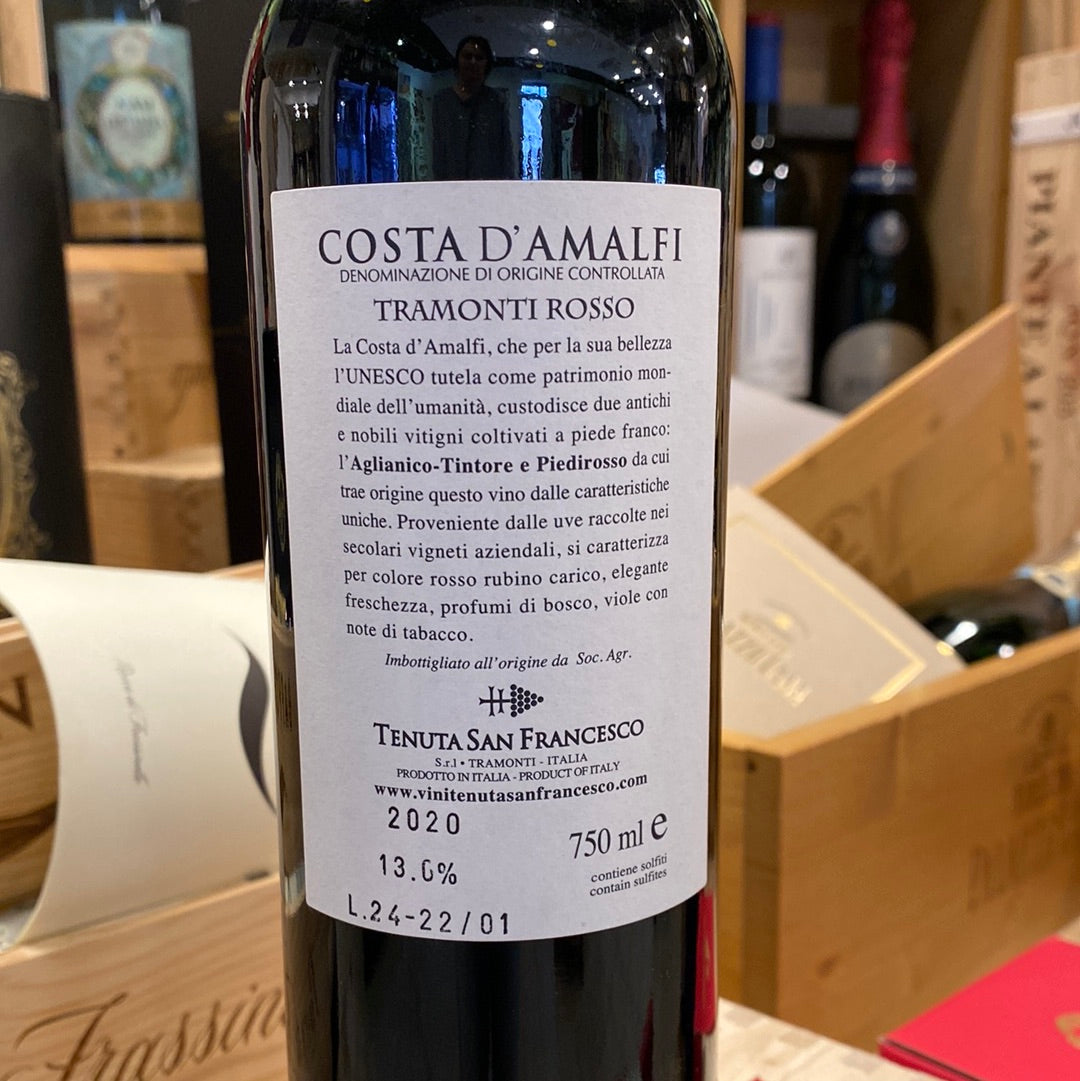 COSTA D'AMALFI
DENOMINAZIONE DI ORIGINE CONTROLLATA
TRAMONTI ROSSO
La Costa d'Amalfi, che per la sua bellezza
l'UNESCO tutela come patrimonio mon-
diale dell'umanità, custodisce due antichi
e nobili vitigni coltivati a piede franco:
l'Aglianico-Tintore e Piedirosso da cui
trae origine questo vino dalle caratteristiche
uniche. Proveniente dalle uve raccolte nei
secolari vigneti aziendali, si caratterizza
per colore rosso rubino carico, elegante
freschezza, profumi di bosco, viole con
note di tabacco.
Imbottigliato all'origine da Soc. Agr.
TENUTA SAN FRANCESCO
S.r.l • TRAMONTI - ITALIA
PRODOTTO IN ITALIA - PRODUCT OF ITALY
www.vinitenutasanfrancesco.com
2020
750 ml e
13.0%
contiene solfiti
contain sulfites
L.24-22/01